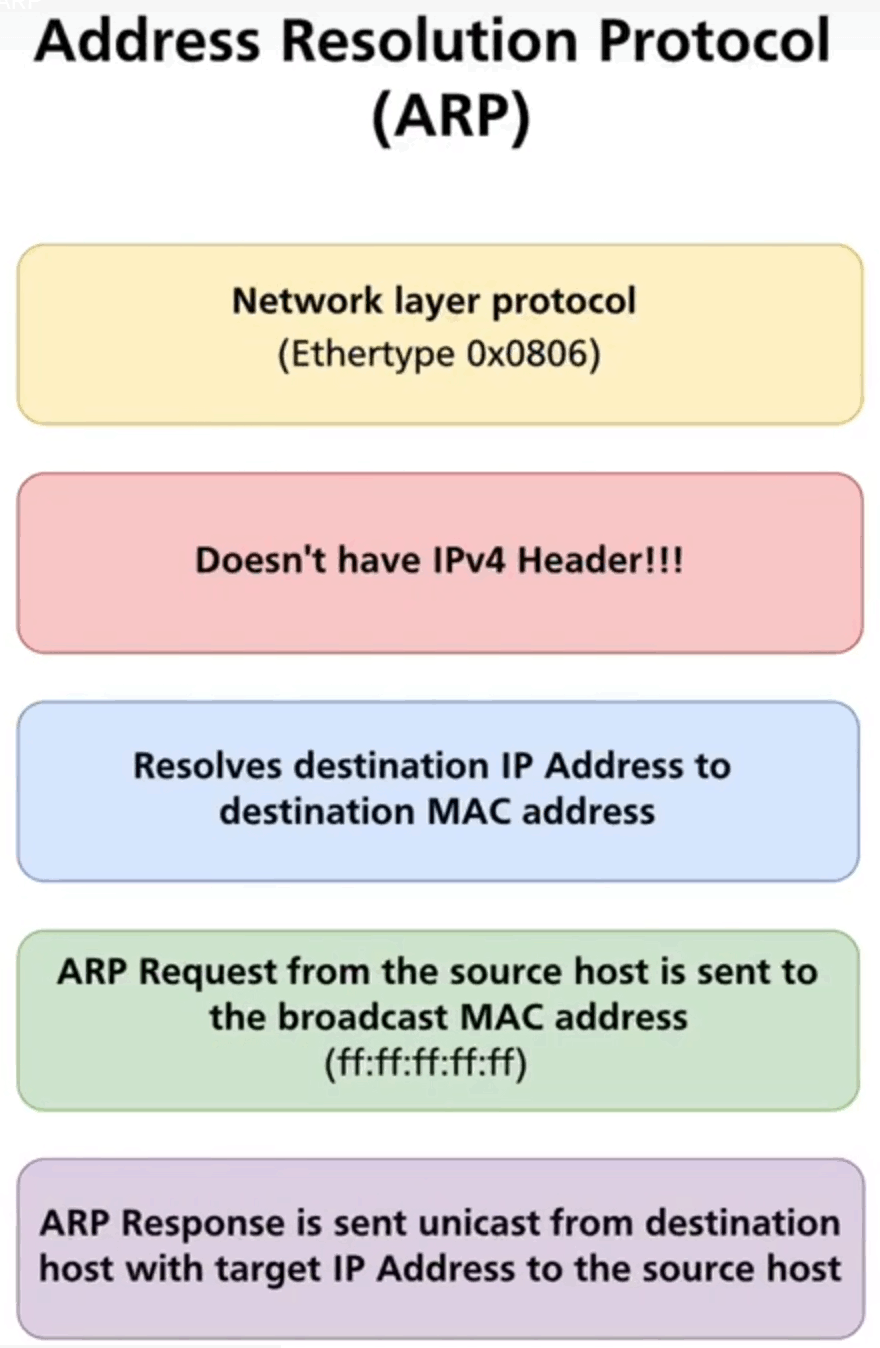 ARP
Address Resolution Protocol
(ARP)
Network layer protocol
(Ethertype 0x0806)
Doesn't have IPv4 Header!!!
Resolves destination IP Address to
destination MAC address
ARP Request from the source host is sent to
the broadcast MAC address
(ff:ff:ff:ff:ff)
ARP Response is sent unicast from destination
host with target IP Address to the source host